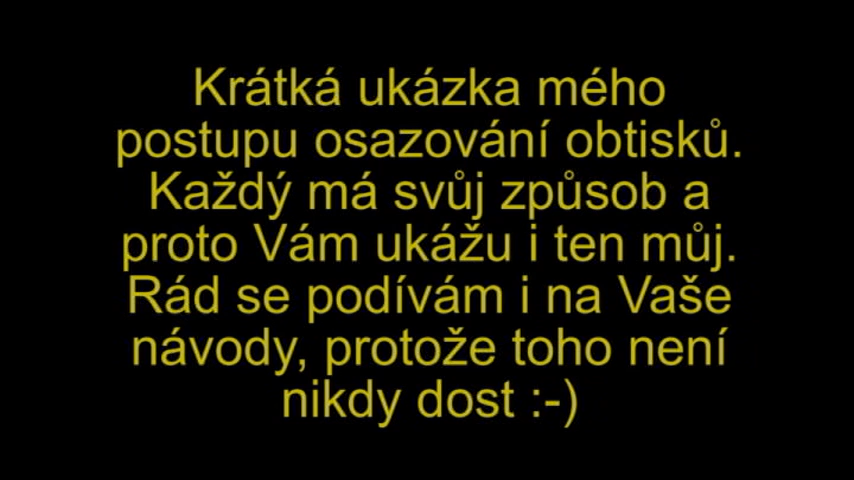 Krátká ukázka mého
postupu osazování obtisků.
Každý má svůj způsob a
proto Vám ukážu i ten můj.
Rád se podívám i na Vaše
návody, protože toho není
nikdy dost :-)